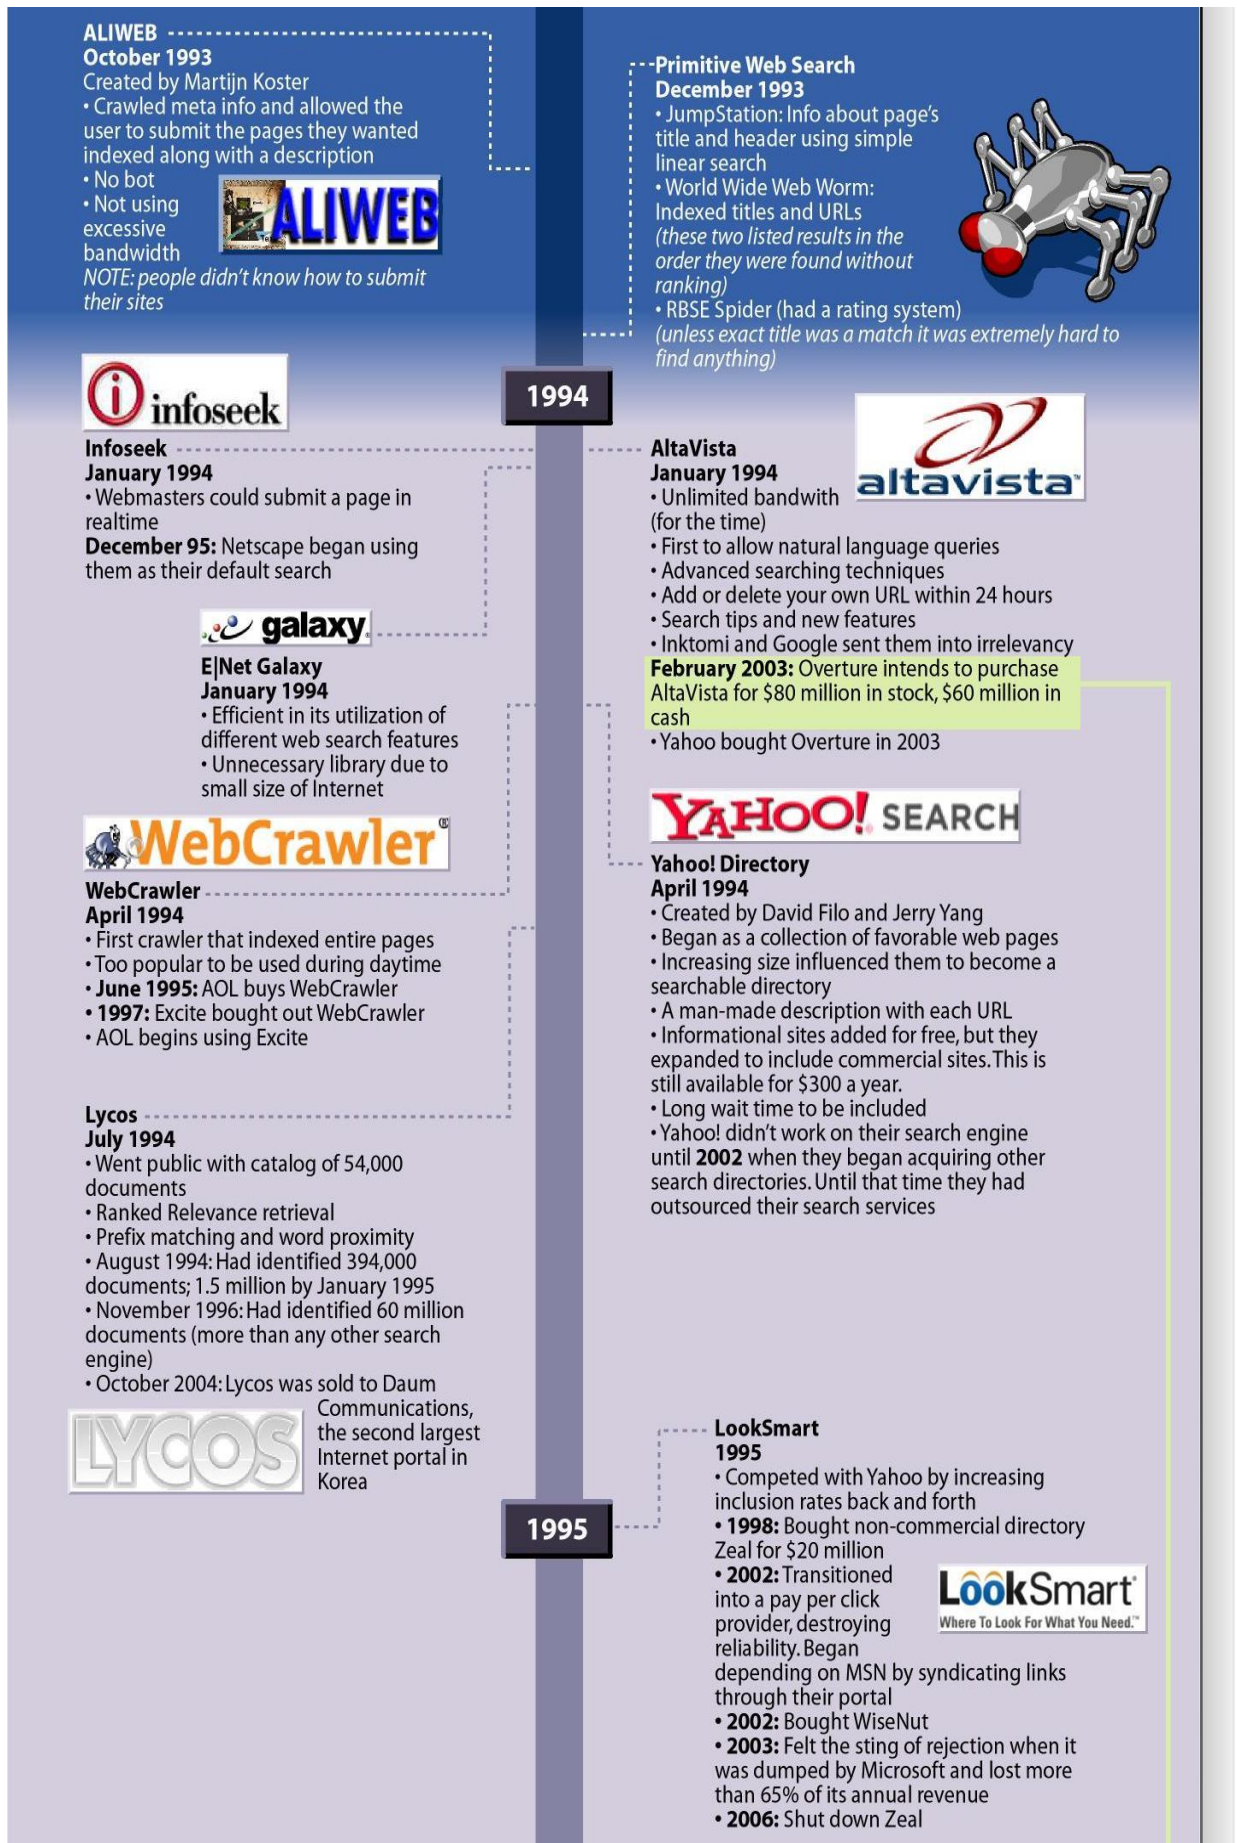 ALIWEB
October 1993
Created by Martijn Koster
• Crawled meta info and allowed the
user to submit the pages they wanted
indexed along with a description
• No bot
• Not using
excessive
bandwidth
ALIWEB
NOTE: people didn't know how to submit
their sites
Primitive Web Search
December 1993
• JumpStation: Info about page's
title and header using simple
linear search
• World Wide Web Worm:
Indexed titles and URLs
(these two listed results in the
order they were found without
ranking)
• RBSE Spider (had a rating system)
(unless exact title was a match it was extremely hard to
find anything)
1994
infoseek
Infoseek
January 1994
• Webmasters could submit a page in
realtime
December 95: Netscape began using
them as their default search
altavista™
AltaVista
January 1994
• Unlimited bandwith
(for the time)
• First to allow natural language queries
• Advanced searching techniques
• Add or delete your own URL within 24 hours
• Search tips and new features
• Inktomi and Google sent them into irrelevancy
February 2003: Overture intends to purchase
AltaVista for $80 million in stock, $60 million in
cash
• Yahoo bought Overture in 2003
galaxy
E|Net Galaxy
January 1994
• Efficient in its utilization of
different web search features
• Unnecessary library due to
small size of Internet
WebCrawler®
WebCrawler
April 1994
• First crawler that indexed entire pages
• Too popular to be used during daytime
• June 1995: AOL buys WebCrawler
• 1997: Excite bought out WebCrawler
• AOL begins using Excite
YAHOO! SEARCH
Yahoo! Directory
April 1994
• Created by David Filo and Jerry Yang
• Began as a collection of favorable web pages
• Increasing size influenced them to become a
searchable directory
• A man-made description with each URL
• Informational sites added for free, but they
expanded to include commercial sites. This is
still available for $300 a year.
• Long wait time to be included
• Yahoo! didn't work on their search engine
until 2002 when they began acquiring other
search directories. Until that time they had
outsourced their search services
Lycos
July 1994
• Went public with catalog of 54,000
documents
• Ranked Relevance retrieval
• Prefix matching and word proximity
• August 1994: Had identified 394,000
documents; 1.5 million by January 1995
• November 1996: Had identified 60 million
documents (more than any other search
engine)
• October 2004: Lycos was sold to Daum
Communications,
the second largest
Internet portal in
Korea
LYCOS
1995
LookSmart
1995
• Competed with Yahoo by increasing
inclusion rates back and forth
• 1998: Bought non-commercial directory
Zeal for $20 million
• 2002: Transitioned
into a pay per click
provider, destroying
reliability. Began
depending on MSN by syndicating links
through their portal
• 2002: Bought WiseNut
• 2003: Felt the sting of rejection when it
was dumped by Microsoft and lost more
than 65% of its annual revenue
• 2006: Shut down Zeal
LookSmart
Where To Look For What You Need.™